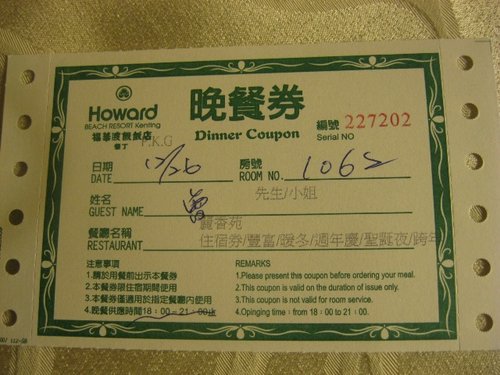 Howard
BEACH RESORT Kenting
福華渡假飯店
墾丁
P.K.G
晚餐券
Dinner Coupon
編號 227202
Serial NO
日期 12/26
DATE
房號 1062
ROOM NO.
先生/小姐
姓名 曾
GUEST NAME
麗香苑
餐廳名稱
RESTAURANT 住宿券/豐富/暖冬/週年慶/聖誕夜/跨年
注意事項
1.請於用餐前出示本餐券
2.本餐券限住宿期間使用
3.本餐券僅適用於指定餐廳內使用
4.晚餐供應時間18:00~21:00止
REMARKS
1.Please present this coupon before ordering your meal.
2.This coupon is valid on the duration of issue only.
3.This coupon is not valid for room service.
4.Opinging time : from 18 : 00 to 21 : 00.